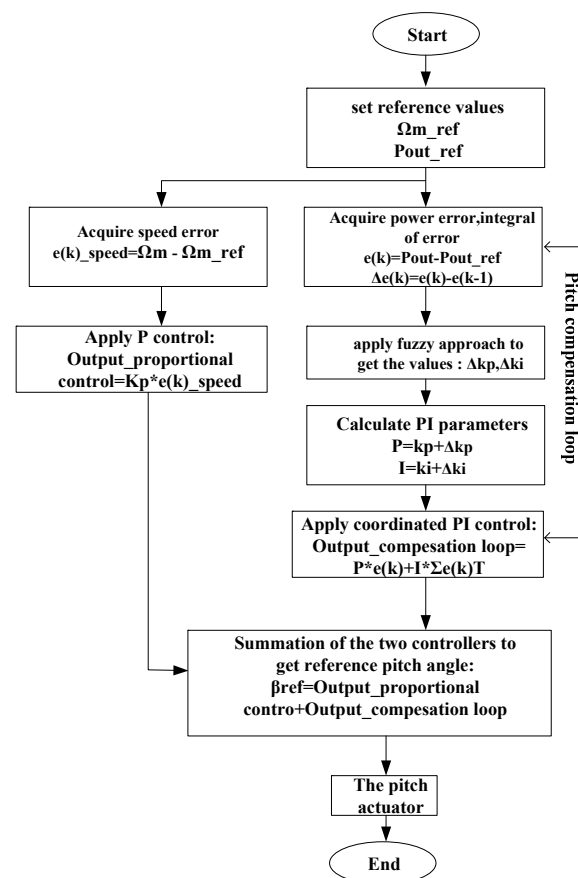 Start
set reference values
Ωm_ref
Pout_ref
Acquire speed error
e(k)_speed=Ωm - Ωm_ref
Acquire power error,integral
of error
e(k)=Pout-Pout_ref
Δe(k)=e(k)-e(k-1)
Apply P control:
Output_proportional
control=Kp*e(k)_speed
apply fuzzy approach to
get the values : Δkp,Δki
Calculate PI parameters
P=kp+Δkp
I=ki+Δki
Apply coordinated PI control:
Output_compesation loop=
P*e(k)+I*Σe(k)T
Pitch compensation loop
Summation of the two controllers to
get reference pitch angle:
βref=Output_proportional
contro+Output_compesation loop
The pitch
actuator
End